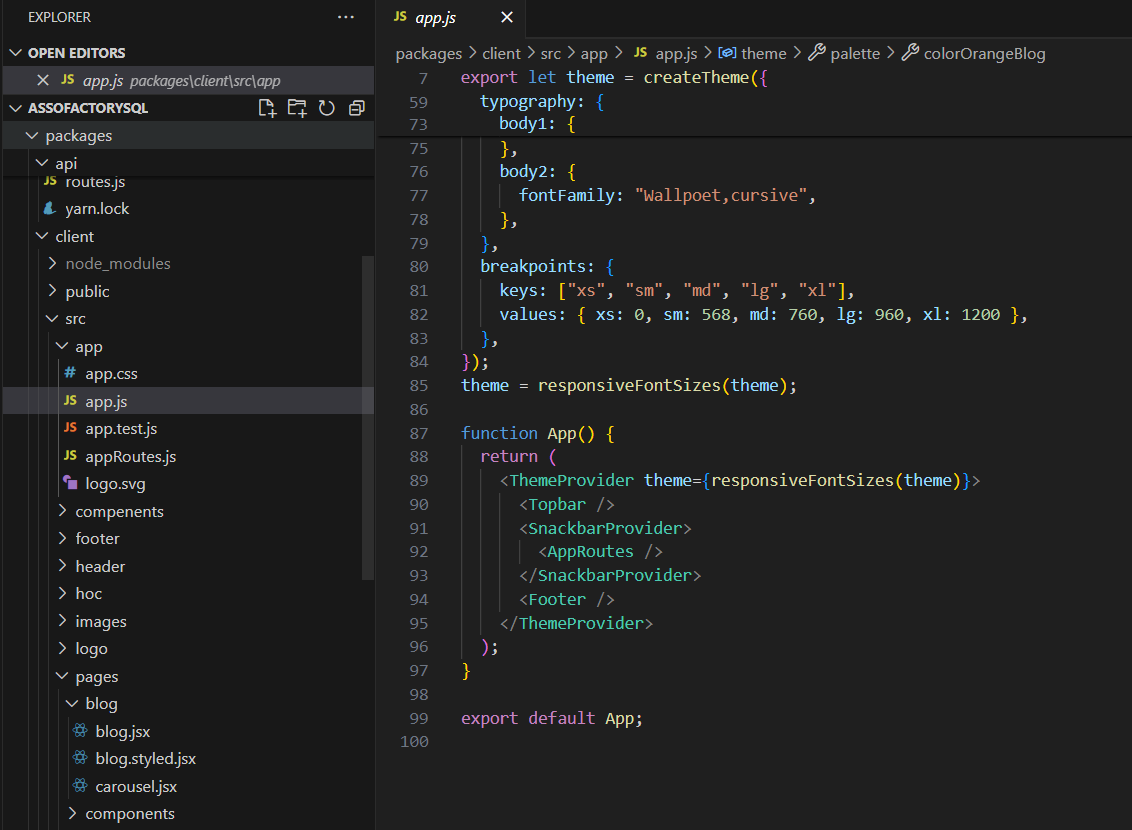 EXPLORER
OPEN EDITORS
JS app.js packages\client\src\app
ASSOFACTORYSQL
packages
api
JS routes.js
yarn.lock
client
node_modules
public
src
app
# app.css
JS app.js
JS app.test.js
JS appRoutes.js
logo.svg
compenents
footer
header
hoc
images
logo
pages
blog
blog.jsx
blog.styled.jsx
carousel.jsx
components
JS app.js
packages > client > src > app > JS app.js > theme > palette > colorOrangeBlog
7 export let theme = createTheme({
59 typography: {
73 body1: {
75 },
76 body2: {
77 fontFamily: "Wallpoet,cursive",
78 },
79 },
80 breakpoints: {
81 keys: ["xs", "sm", "md", "lg", "xl"],
82 values: { xs: 0, sm: 568, md: 760, lg: 960, xl: 1200 },
83 },
84 });
85 theme = responsiveFontSizes(theme);
86
87 function App() {
88 return (
89 <ThemeProvider theme={responsiveFontSizes(theme)}>
90 <Topbar />
91 <SnackbarProvider>
92 <AppRoutes />
93 </SnackbarProvider>
94 <Footer />
95 </ThemeProvider>
96 );
97 }
98
99 export default App;
100